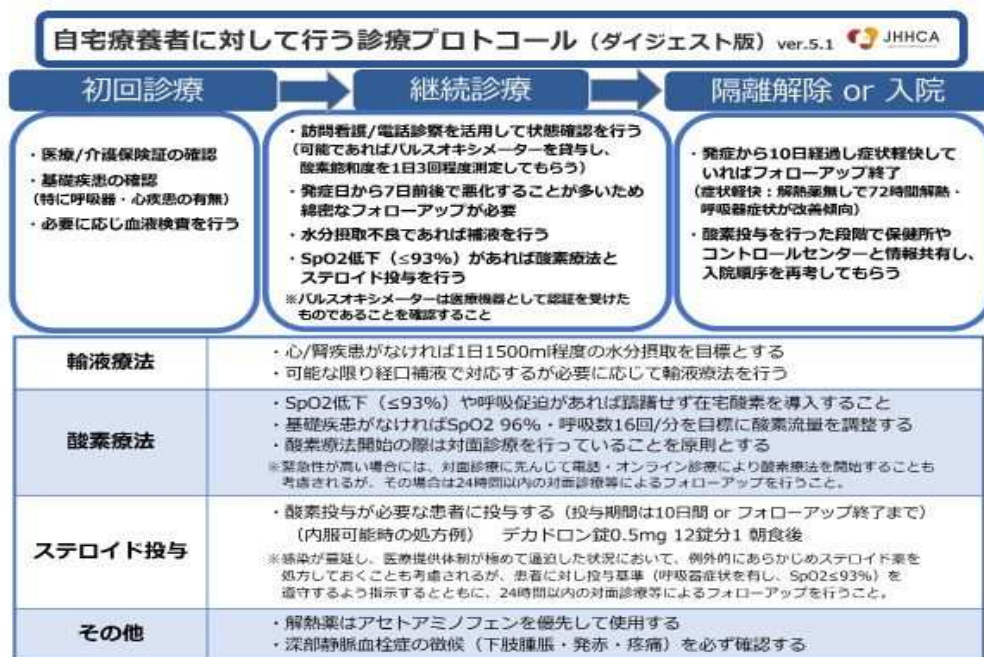 自宅療養者に対して行う診療プロトコール（ダイジェスト版）ver.5.1 JHHCA
初回診療
継続診療
隔離解除 or 入院
・医療/介護保険証の確認
・基礎疾患の確認
（特に呼吸器・心疾患の有無）
・必要に応じ血液検査を行う
・訪問看護/電話診察を活用して状態確認を行う
（可能であればパルスオキシメーターを貸与し、
酸素飽和度を1日3回程度測定してもらう）
・発症日から7日前後で悪化することが多いため
綿密なフォローアップが必要
・水分摂取不良であれば補液を行う
・SpO2低下（≤93%）があれば酸素療法と
ステロイド投与を行う
※パルスオキシメーターは医療機器として認証を受けた
ものであることを確認すること
・発症から10日経過し症状軽快して
いればフォローアップ終了
（症状軽快：解熱薬無しで72時間解熱・
呼吸器症状が改善傾向）
・酸素投与を行った段階で保健所や
コントロールセンターと情報共有し、
入院順序を再考してもらう
輸液療法
・心/腎疾患がなければ1日1500ml程度の水分摂取を目標とする
・可能な限り経口補液で対応するが必要に応じて輸液療法を行う
酸素療法
・SpO2低下（≤93%）や呼吸促迫があれば躊躇せず在宅酸素を導入すること
・基礎疾患がなければSpO2 96%・呼吸数16回/分を目標に酸素流量を調整する
・酸素療法開始の際は対面診療を行っていることを原則とする
※緊急性が高い場合には、対面診療に先んじて電話・オンライン診療により酸素療法を開始することも
考慮されるが、その場合は24時間以内の対面診療等によるフォローアップを行うこと。
ステロイド投与
・酸素投与が必要な患者に投与する（投与期間は10日間 or フォローアップ終了まで）
（内服可能時の処方例） デカドロン錠0.5mg 12錠分1 朝食後
※感染が蔓延し、医療提供体制が極めて逼迫した状況において、例外的にあらかじめステロイド薬を
処方しておくことも考慮されるが、患者に対し投与基準（呼吸器症状を有し、SpO2≤93%）を
遵守するよう指示するとともに、24時間以内の対面診療等によるフォローアップを行うこと。
その他
・解熱薬はアセトアミノフェンを優先して使用する
・深部静脈血栓症の徴候（下肢腫脹・発赤・疼痛）を必ず確認する